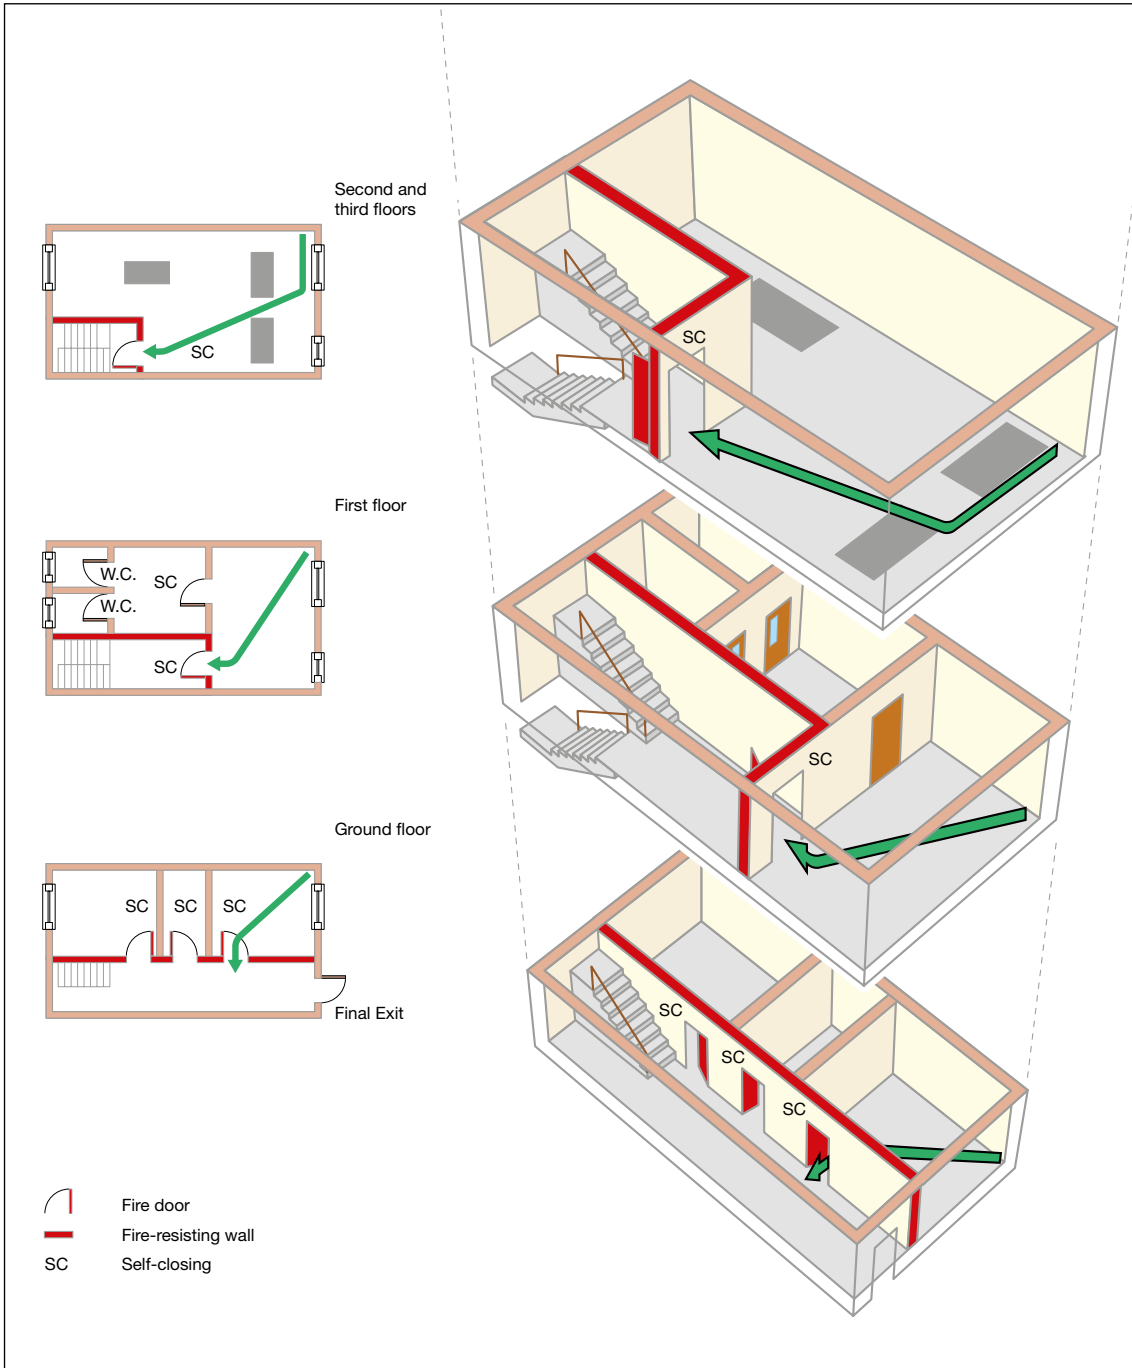 Second and
third floors
SC
First floor
W.C.
SC
W.C.
SC
Ground floor
SC
SC
SC
Final Exit
SC
SC
SC
SC
SC
Fire door
Fire-resisting wall
SC
Self-closing